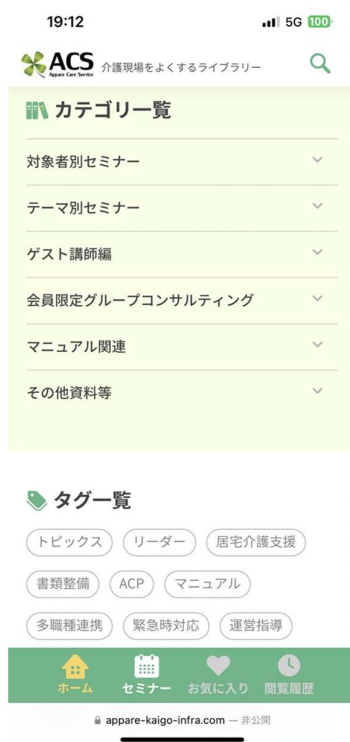 19:12
5G 100
ACS 介護現場をよくするライブラリー
Appare Care Service
カテゴリ一覧
対象者別セミナー
テーマ別セミナー
ゲスト講師編
会員限定グループコンサルティング
マニュアル関連
その他資料等
タグ一覧
トピックス リーダー 居宅介護支援
書類整備 ACP マニュアル
多職種連携 緊急時対応 運営指導
ホーム セミナー お気に入り 閲覧履歴
appare-kaigo-infra.com — 非公開